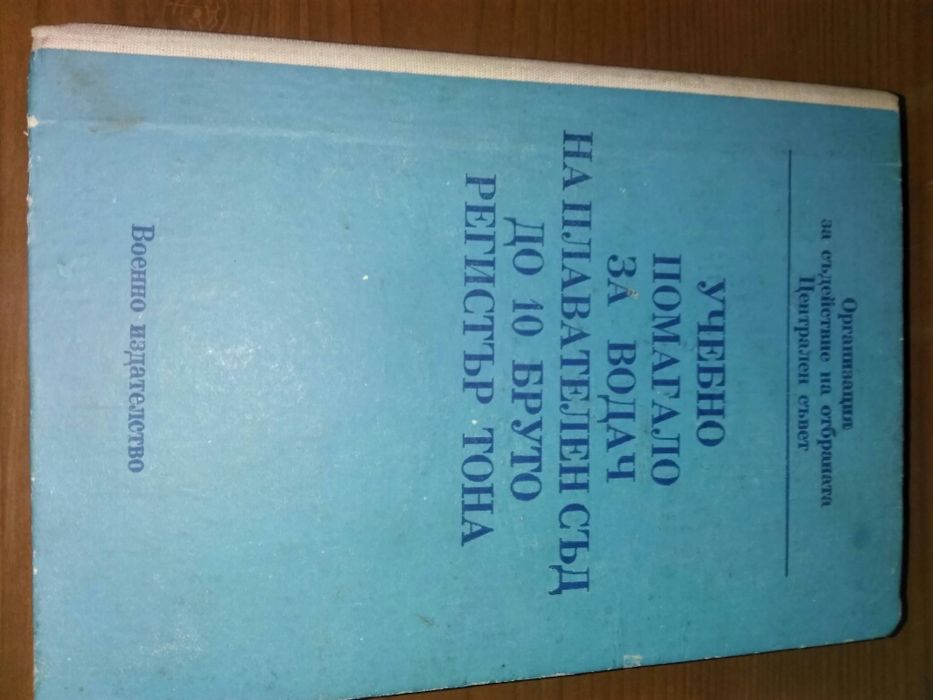 Организация
за съдействие на отбраната
Централен съвет
УЧЕБНО
ПОМАГАЛО
ЗА ВОДАЧ
НА ПЛАВАТЕЛЕН СЪД
ДО 10 БРУТО
РЕГИСТЪР ТОНА
Военно издателство